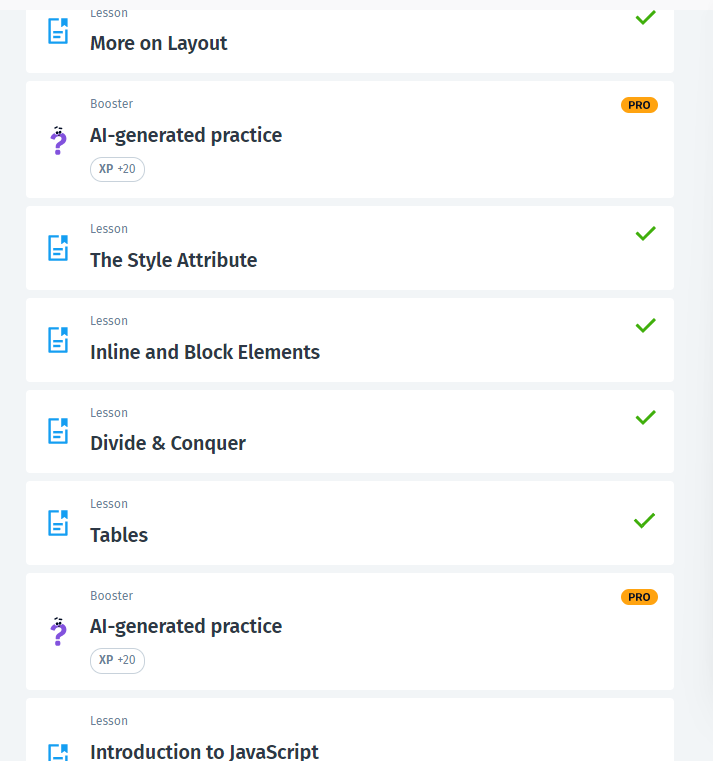 Lesson
More on Layout
Booster
PRO
AI-generated practice
XP +20
Lesson
The Style Attribute
Lesson
Inline and Block Elements
Lesson
Divide & Conquer
Lesson
Tables
Booster
PRO
AI-generated practice
XP +20
Lesson
Introduction to JavaScript